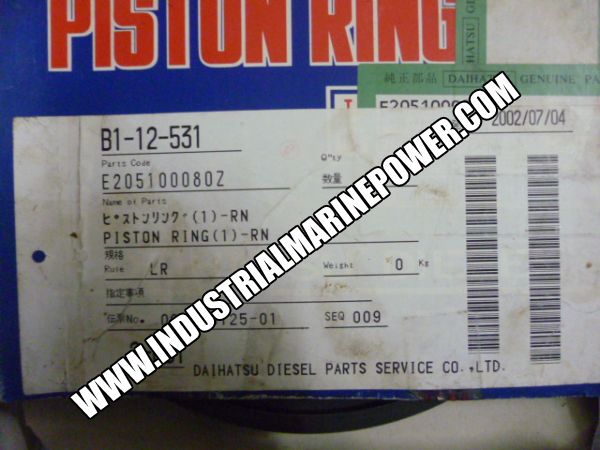 PISTON RING
HATSU
GE
純正部品 DAIHATSU GENUINE PA
T
E20510008
2002/07/04
B1-12-531
Parts Code
Q'ty
E205100080Z
数量
Name of Parts
ピストンリング(1)-RN
PISTON RING(1)-RN
規格
Rule LR
Weight 0 Kg
指定事項
伝票No. 125-01
SEQ 009
DAIHATSU DIESEL PARTS SERVICE CO.,LTD.
WWW.INDUSTRIALMARINEPOWER.COM